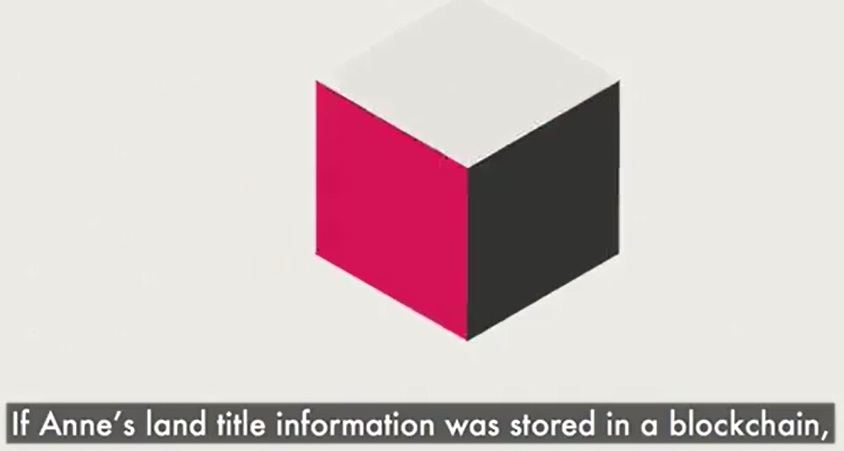 If Anne’s land title information was stored in a blockchain,